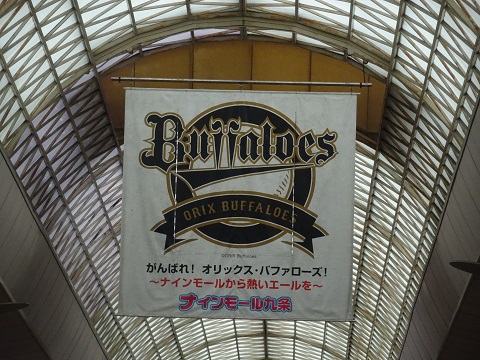 Buffaloes
ORIX BUFFALOES
がんばれ! オリックス・バファローズ!
〜ナインモールから熱いエールを〜
ナインモール九条